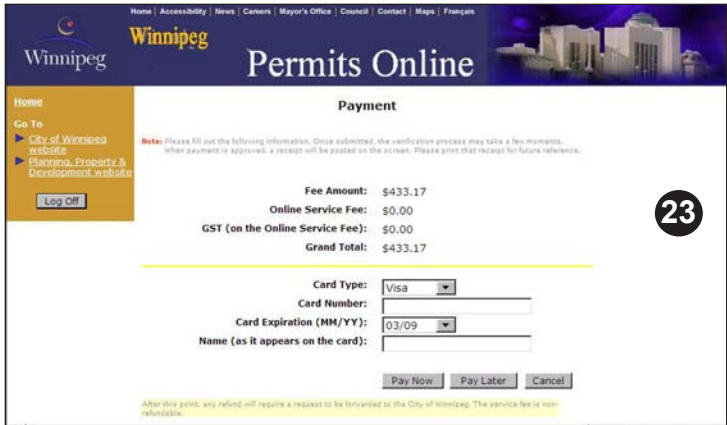 Home | Accessibility | News | Careers | Mayor's Office | Council | Contact | Maps | Français
Winnipeg
Winnipeg
Permits Online
Home
Go To
City of Winnipeg
website
Planning, Property &
Development website
Log Off
Payment
Note: Please fill out the following information. Once submitted, the verification process may take a few moments.
When payment is approved, a receipt will be posted on the screen. Please print that receipt for future reference.
Fee Amount: $433.17
Online Service Fee: $0.00
GST (on the Online Service Fee): $0.00
Grand Total: $433.17
23
Card Type: Visa
Card Number:
Card Expiration (MM/YY): 03/09
Name (as it appears on the card):
Pay Now Pay Later Cancel
After this point, any refund will require a request to be forwarded to the City of Winnipeg. The service fee is non-
refundable.